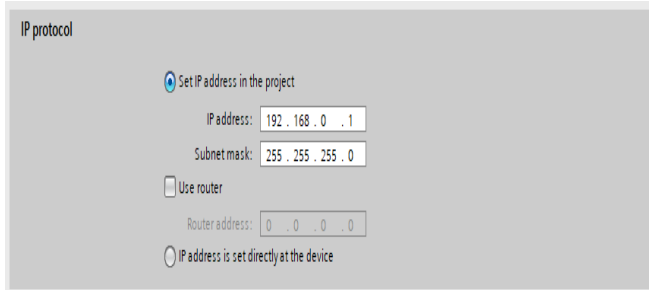 IP protocol
Set IP address in the project
IP address: 192 . 168 . 0 . 1
Subnet mask: 255 . 255 . 255 . 0
Use router
Router address: 0 . 0 . 0 . 0
IP address is set directly at the device